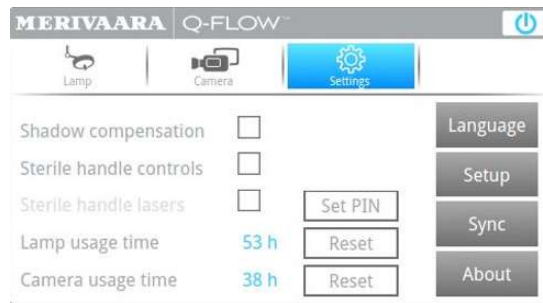 MERIVAARA Q-FLOW™
Lamp Camera Settings
Shadow compensation
Language
Sterile handle controls
Setup
Sterile handle lasers
Set PIN
Sync
Lamp usage time 53 h Reset
Camera usage time 38 h Reset
About